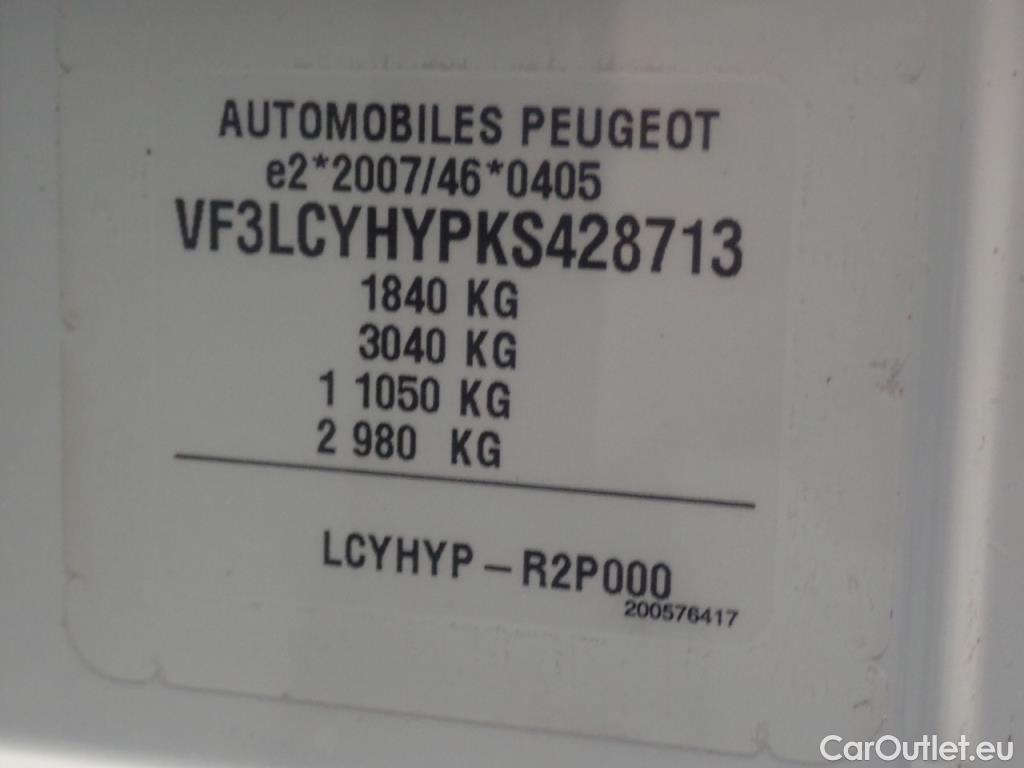 AUTOMOBILES PEUGEOT
e2*2007/46*0405
VF3LCYHYPKS428713
1840 KG
3040 KG
1 1050 KG
2 980 KG
LCYHYP - R2P000
200576417
CarOutlet.eu